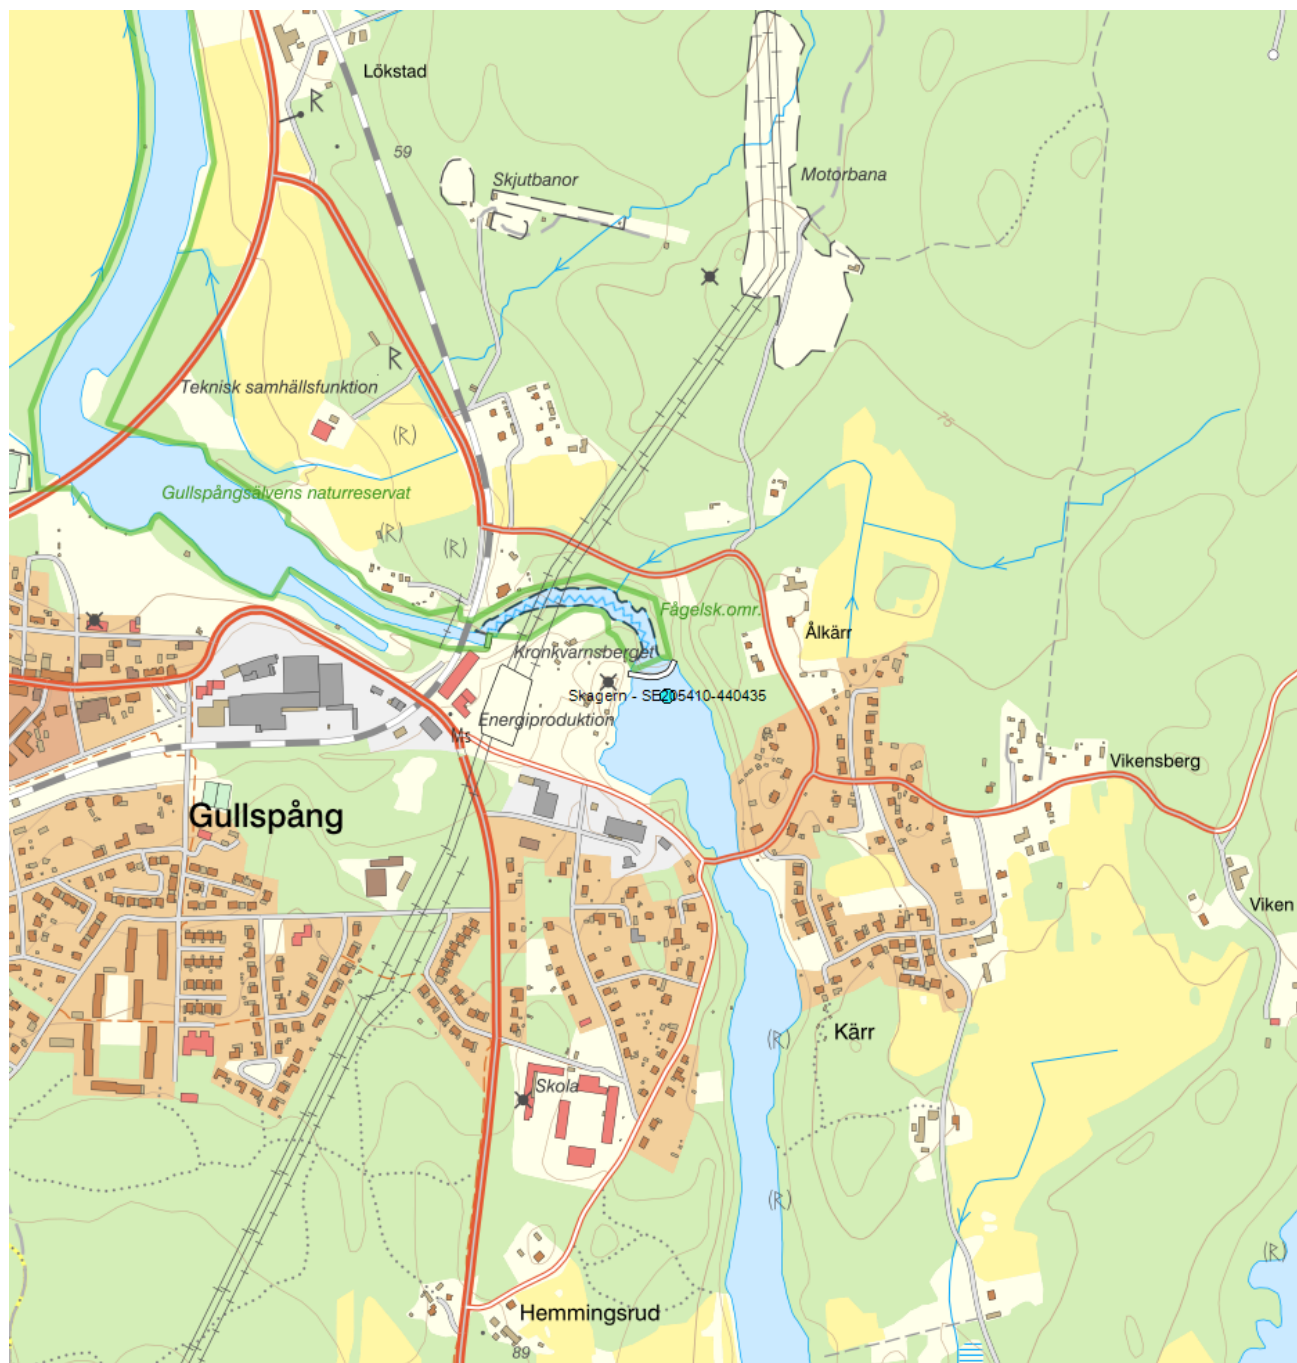 Lökstad
R
59
Skjutbanor
Motorbana
R
Teknisk samhällsfunktion
75
(R)
Gullspångsälvens naturreservat
(R)
(R)
Fågelsk.omr.
Ålkärr
Kronkvarnsberget
Skagern - SE205410-440435
Energiproduktion
Ms
Vikensberg
Gullspång
Viken
Kärr
(R)
Skola
(R)
(R)
Hemmingsrud
89